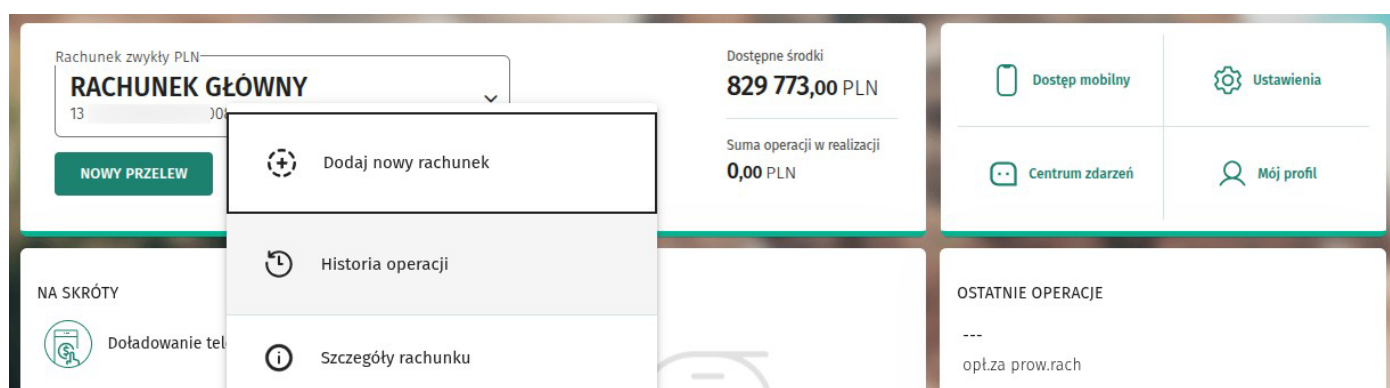 Rachunek zwykły PLN
RACHUNEK GŁÓWNY
13
NOWY PRZELEW
Dodaj nowy rachunek
Historia operacji
Szczegóły rachunku
Dostępne środki
829 773,00 PLN
Suma operacji w realizacji
0,00 PLN
Dostęp mobilny
Ustawienia
Centrum zdarzeń
Mój profil
NA SKRÓTY
Doładowanie tel
OSTATNIE OPERACJE
---
opł.za prow.rach